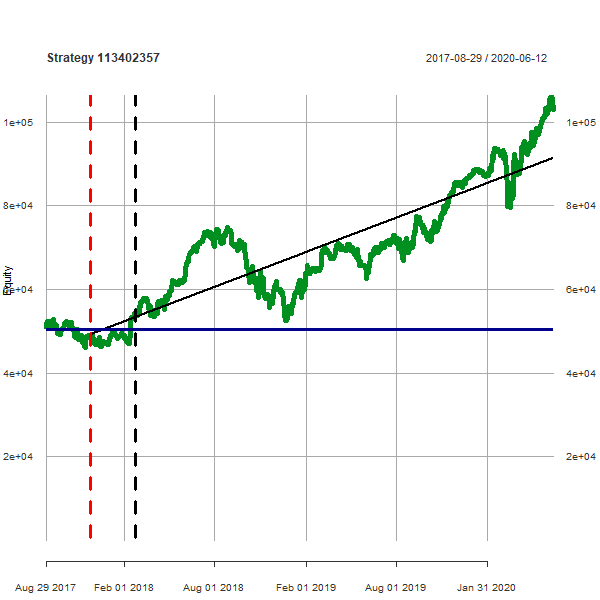 Strategy 113402357
2017-08-29 / 2020-06-12
1e+05
1e+05
8e+04
8e+04
Equity
6e+04
6e+04
4e+04
4e+04
2e+04
2e+04
Aug 29 2017
Feb 01 2018
Aug 01 2018
Feb 01 2019
Aug 01 2019
Jan 31 2020